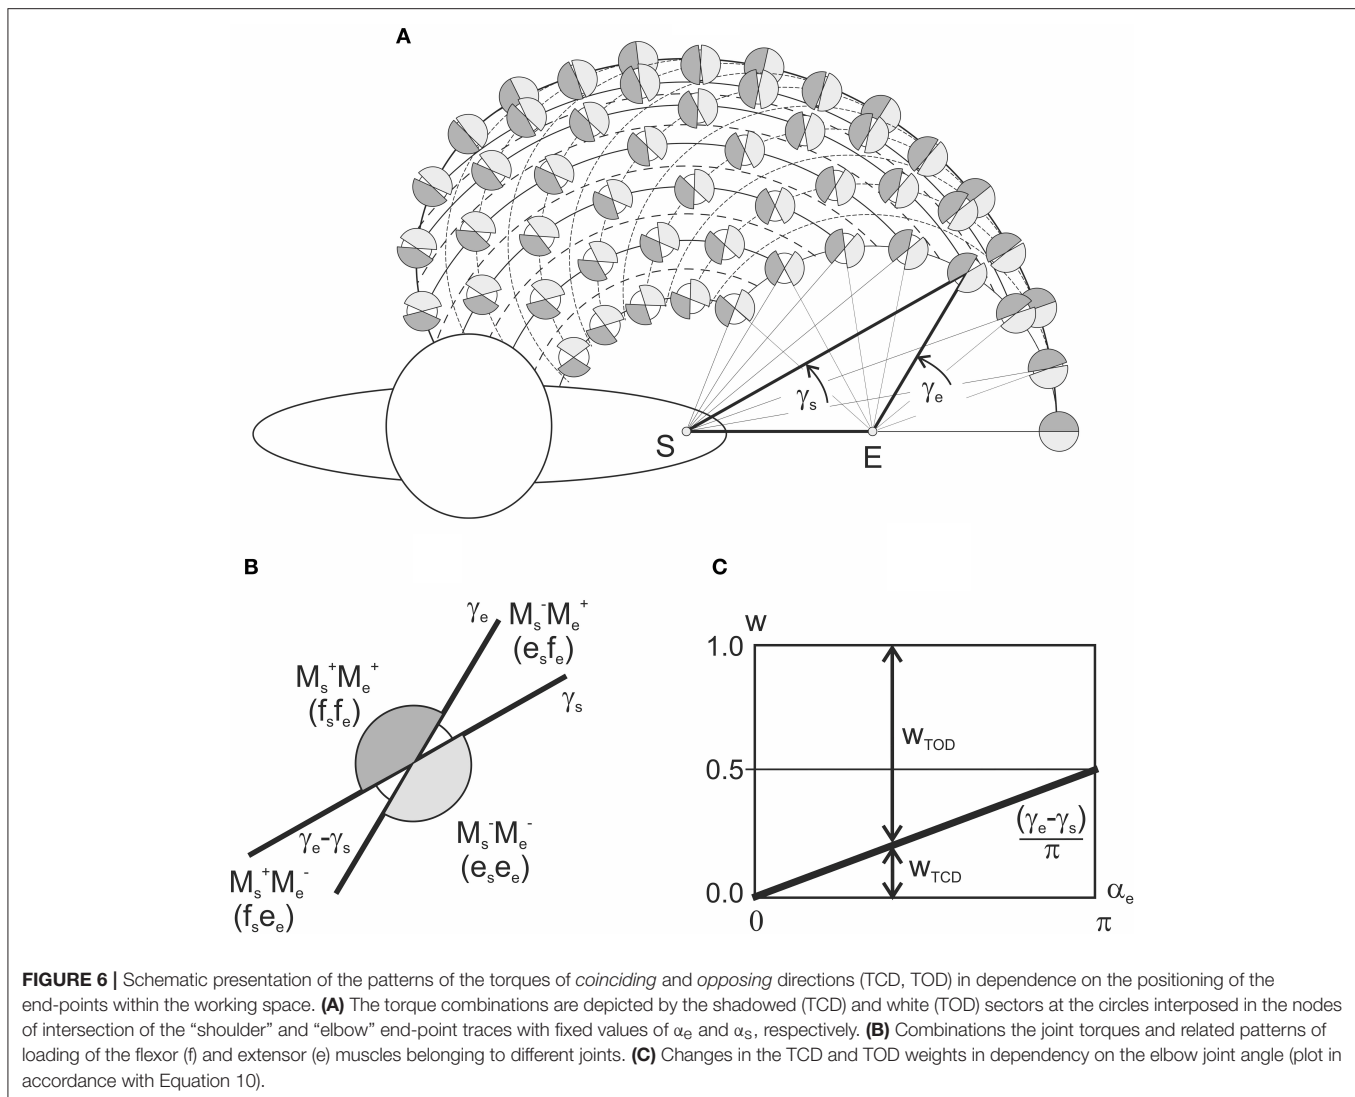 A
γs
γe
S
E
B
C
γe
Ms⁻Me⁺
(esfe)
Ms⁺Me⁺
(fsfe)
γs
γe-γs
Ms⁻Me⁻
(esee)
Ms⁺Me⁻
(fsee)
w
1.0
wTOD
0.5
(γe-γs)
π
wTCD
0.0
αe
0
π
FIGURE 6 | Schematic presentation of the patterns of the torques of coinciding and opposing directions (TCD, TOD) in dependence on the positioning of the
end-points within the working space. (A) The torque combinations are depicted by the shadowed (TCD) and white (TOD) sectors at the circles interposed in the nodes
of intersection of the “shoulder” and “elbow” end-point traces with fixed values of αe and αs, respectively. (B) Combinations the joint torques and related patterns of
loading of the flexor (f) and extensor (e) muscles belonging to different joints. (C) Changes in the TCD and TOD weights in dependency on the elbow joint angle (plot in
accordance with Equation 10).